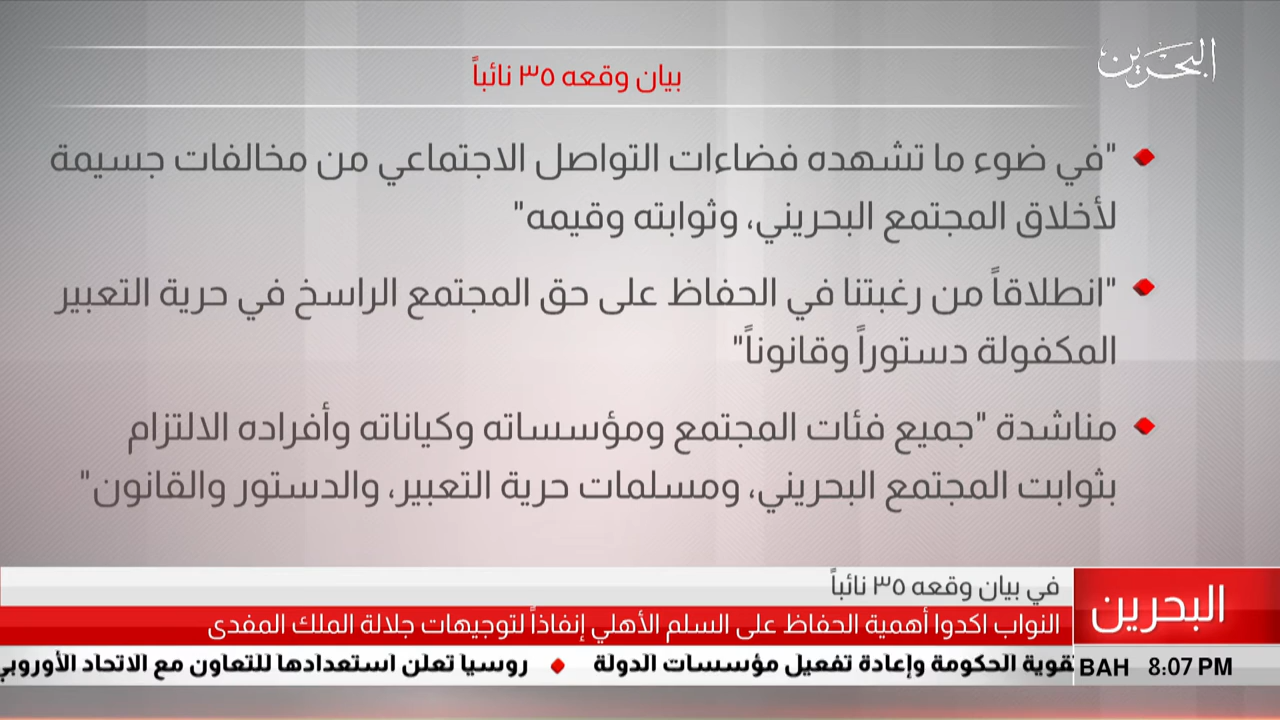 البحرين
بيان وقعه ٣٥ نائباً
"في ضوء ما تشهده فضاءات التواصل الاجتماعي من مخالفات جسيمة
لأخلاق المجتمع البحريني، وثوابته وقيمه"
"انطلاقاً من رغبتنا في الحفاظ على حق المجتمع الراسخ في حرية التعبير
المكفولة دستوراً وقانوناً"
مناشدة "جميع فئات المجتمع ومؤسساته وكياناته وأفراده الالتزام
بثوابت المجتمع البحريني، ومسلمات حرية التعبير، والدستور والقانون"
البحرين
في بيان وقعه ٣٥ نائباً
النواب اكدوا أهمية الحفاظ على السلم الأهلي إنفاذاً لتوجيهات جلالة الملك المفدى
BAH 8:07 PM
تقوية الحكومة وإعادة تفعيل مؤسسات الدولة ♦ روسيا تعلن استعدادها للتعاون مع الاتحاد الأوروبي